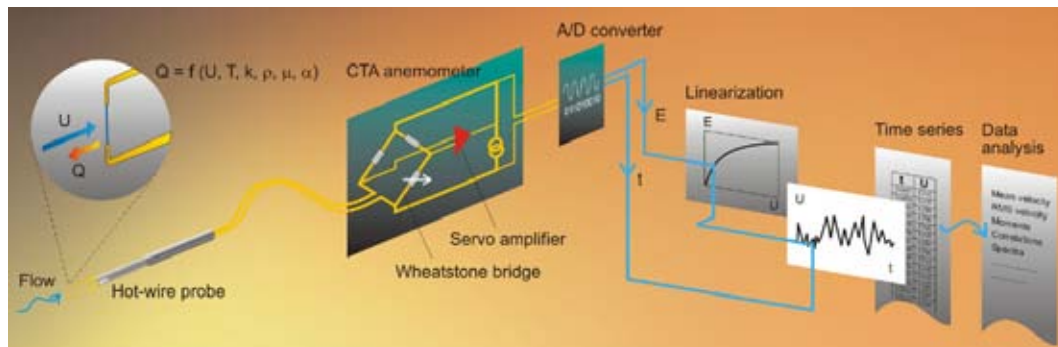 A/D converter
Q = f (U, T, k, ρ, μ, α)
CTA anemometer
U
Q
E
t
Linearization
E
U
Time series
t U
Data
analysis
Mean velocity
RMS velocity
Moments
Correlations
Spectra
U
t
Servo amplifier
Wheatstone bridge
Flow
Hot-wire probe